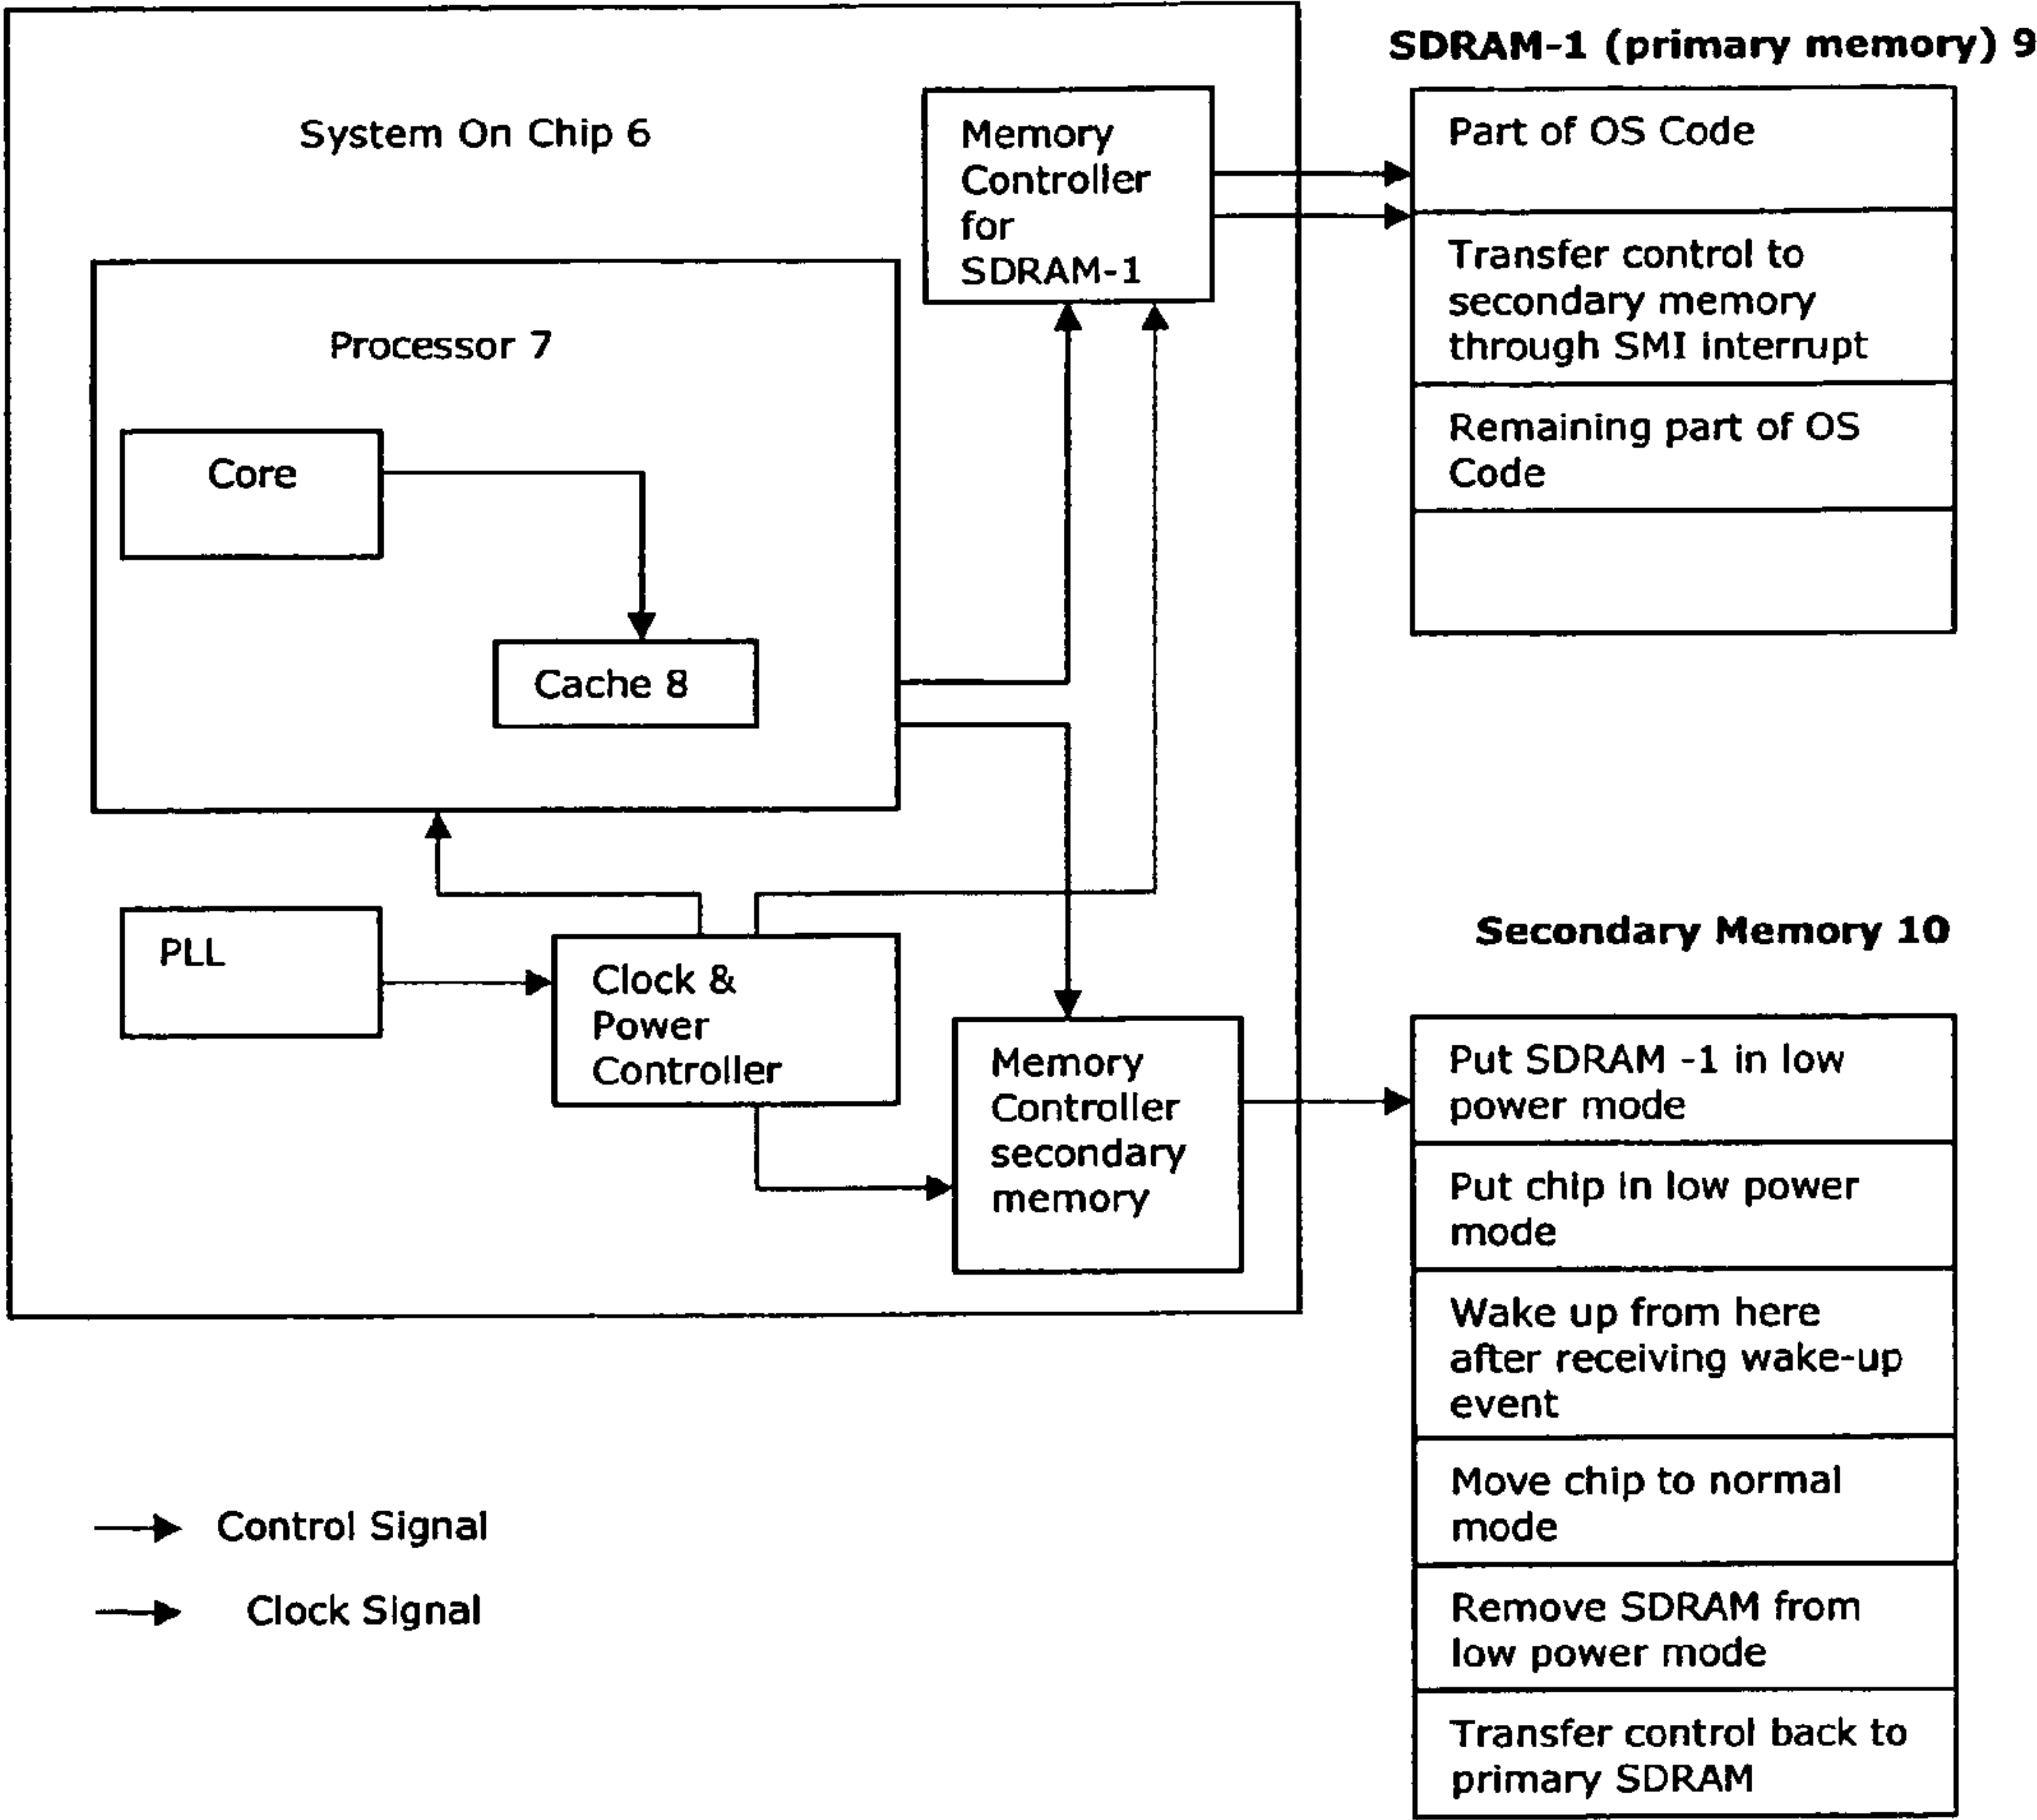 System On Chip 6
Processor 7
Core
Cache 8
PLL
Clock &
Power
Controller
Memory
Controller
for
SDRAM-1
Memory
Controller
secondary
memory
SDRAM-1 (primary memory) 9
Part of OS Code
Transfer control to
secondary memory
through SMI interrupt
Remaining part of OS
Code
Secondary Memory 10
Put SDRAM -1 in low
power mode
Put chip in low power
mode
Wake up from here
after receiving wake-up
event
Move chip to normal
mode
Remove SDRAM from
low power mode
Transfer control back to
primary SDRAM
Control Signal
Clock Signal